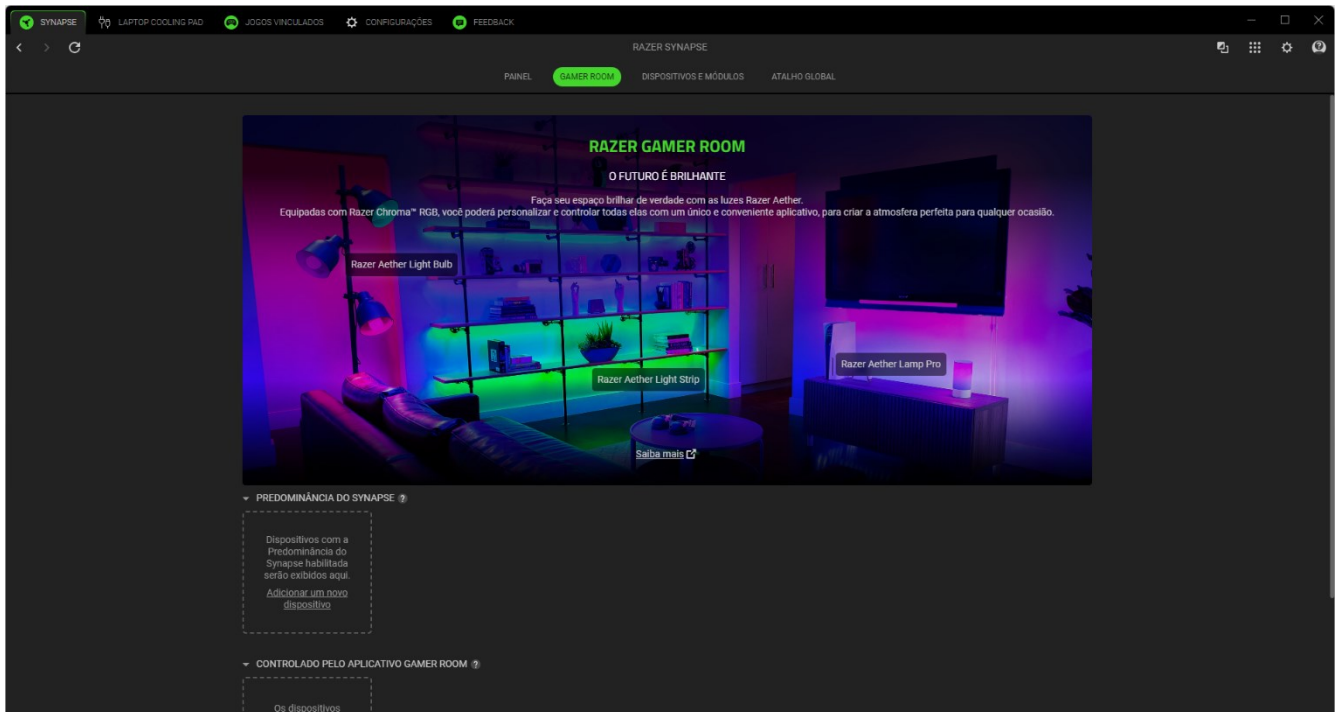 SYNAPSE
LAPTOP COOLING PAD
JOGOS VINCULADOS
CONFIGURAÇÕES
FEEDBACK
RAZER SYNAPSE
PAINEL
GAMER ROOM
DISPOSITIVOS E MÓDULOS
ATALHO GLOBAL
RAZER GAMER ROOM
O FUTURO É BRILHANTE
Faça seu espaço brilhar de verdade com as luzes Razer Aether.
Equipadas com Razer Chroma™ RGB, você poderá personalizar e controlar todas elas com um único e conveniente aplicativo, para criar a atmosfera perfeita para qualquer ocasião.
Razer Aether Light Bulb
Razer Aether Lamp Pro
Razer Aether Light Strip
Saiba mais
PREDOMINÂNCIA DO SYNAPSE ?
Dispositivos com a
Predominância do
Synapse habilitada
serão exibidos aqui.
Adicionar um novo
dispositivo
CONTROLADO PELO APLICATIVO GAMER ROOM ?
Os dispositivos